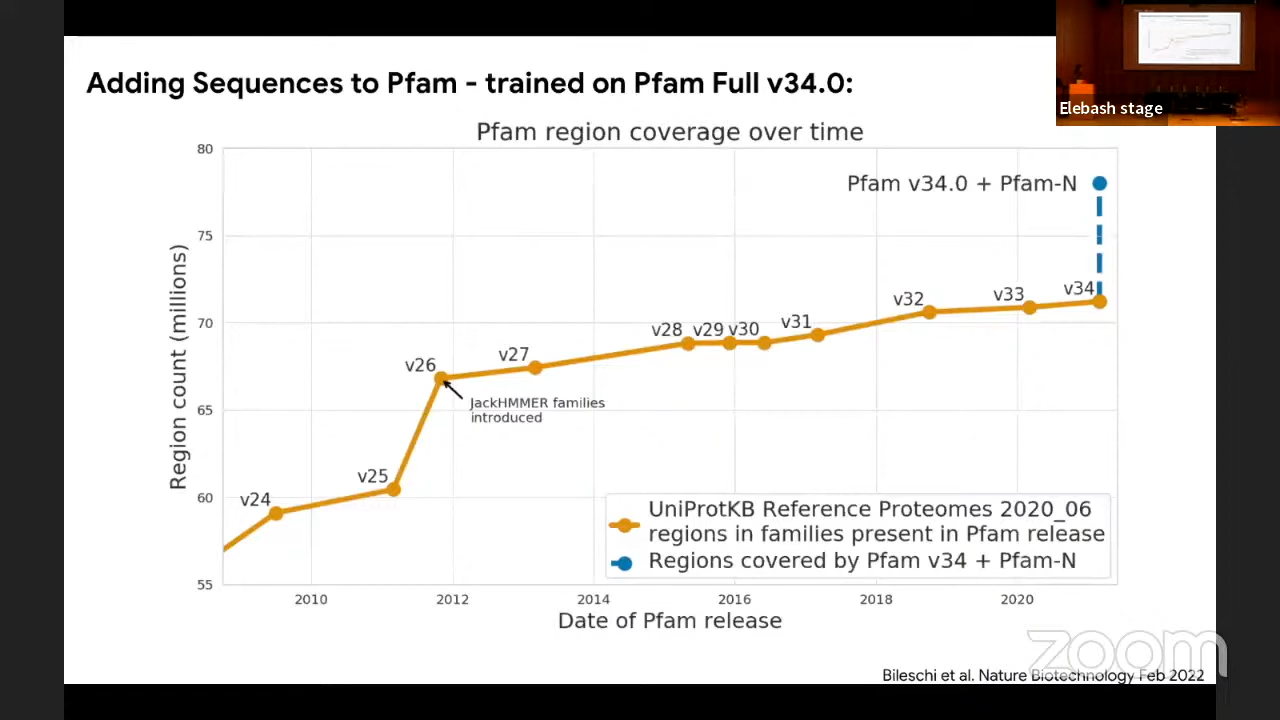 Adding Sequences to Pfam - trained on Pfam Full v34.0:
Elebash stage
Pfam region coverage over time
Region count (millions)
80
75
70
65
60
55
Pfam v34.0 + Pfam-N
v24
v25
v26
v27
v28
v29
v30
v31
v32
v33
v34
JackHMMER families
introduced
UniProtKB Reference Proteomes 2020_06
regions in families present in Pfam release
Regions covered by Pfam v34 + Pfam-N
2010
2012
2014
2016
2018
2020
Date of Pfam release
zoom
Bileschi et al. Nature Biotechnology Feb 2022